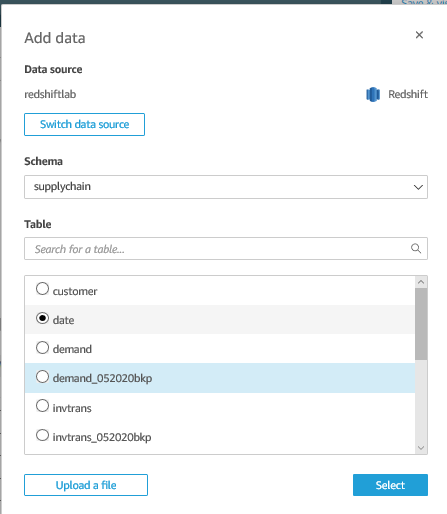 Add data
Data source
redshiftlab Redshift
Switch data source
Schema
supplychain
Table
Search for a table...
customer
date
demand
demand_052020bkp
invtrans
invtrans_052020bkp
Upload a file Select